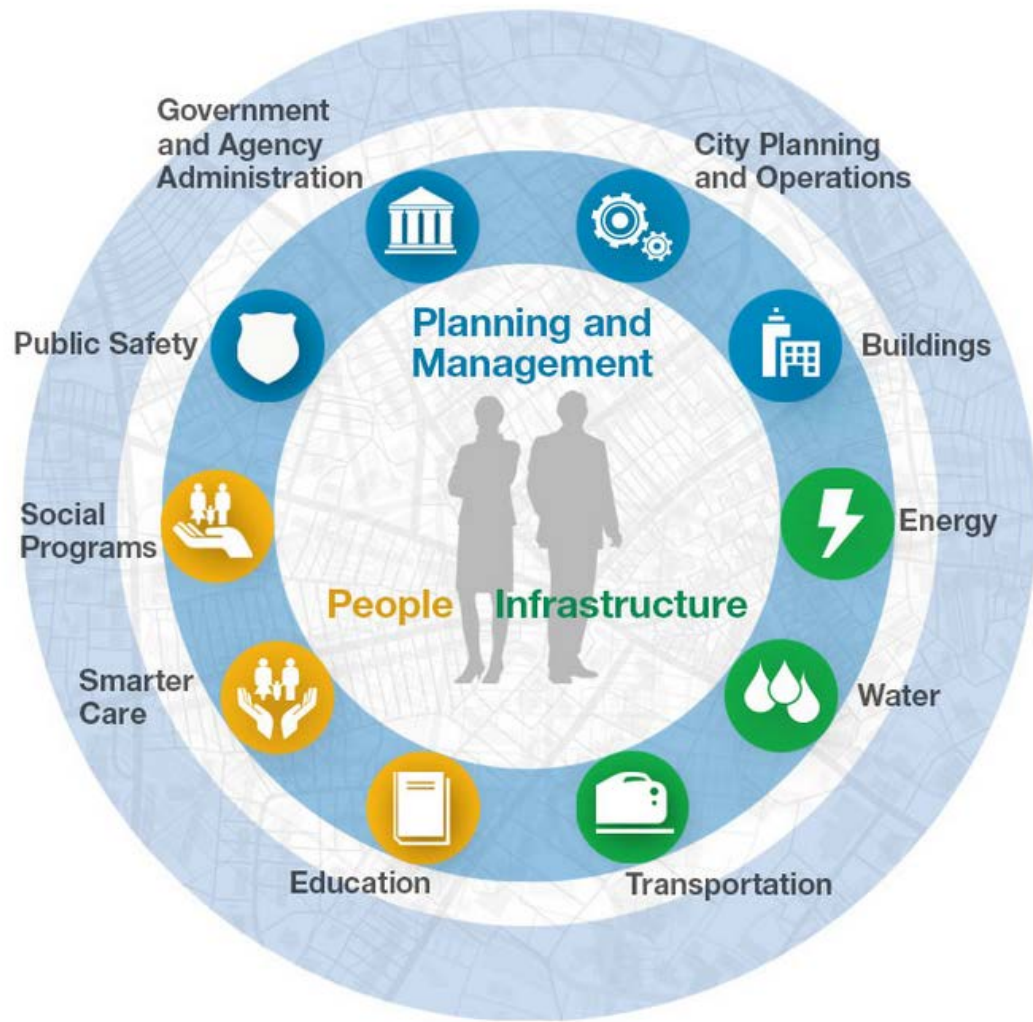 Government
and Agency
Administration
City Planning
and Operations
Public Safety
Planning and
Management
Buildings
Social
Programs
Energy
People
Infrastructure
Smarter
Care
Water
Education
Transportation